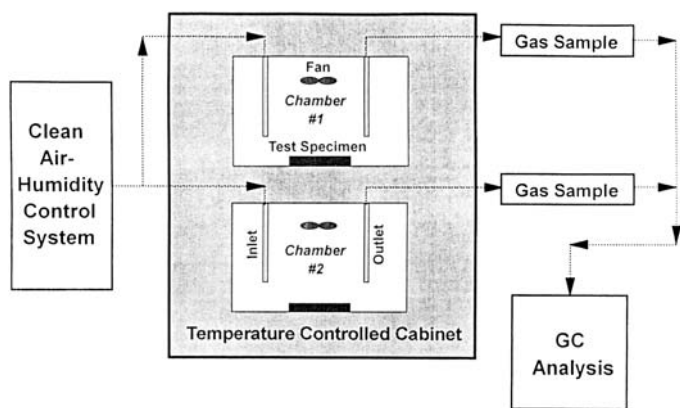 Clean
Air-
Humidity
Control
System
Fan
Chamber
#1
Test Specimen
Inlet
Chamber
#2
Outlet
Temperature Controlled Cabinet
Gas Sample
Gas Sample
GC
Analysis